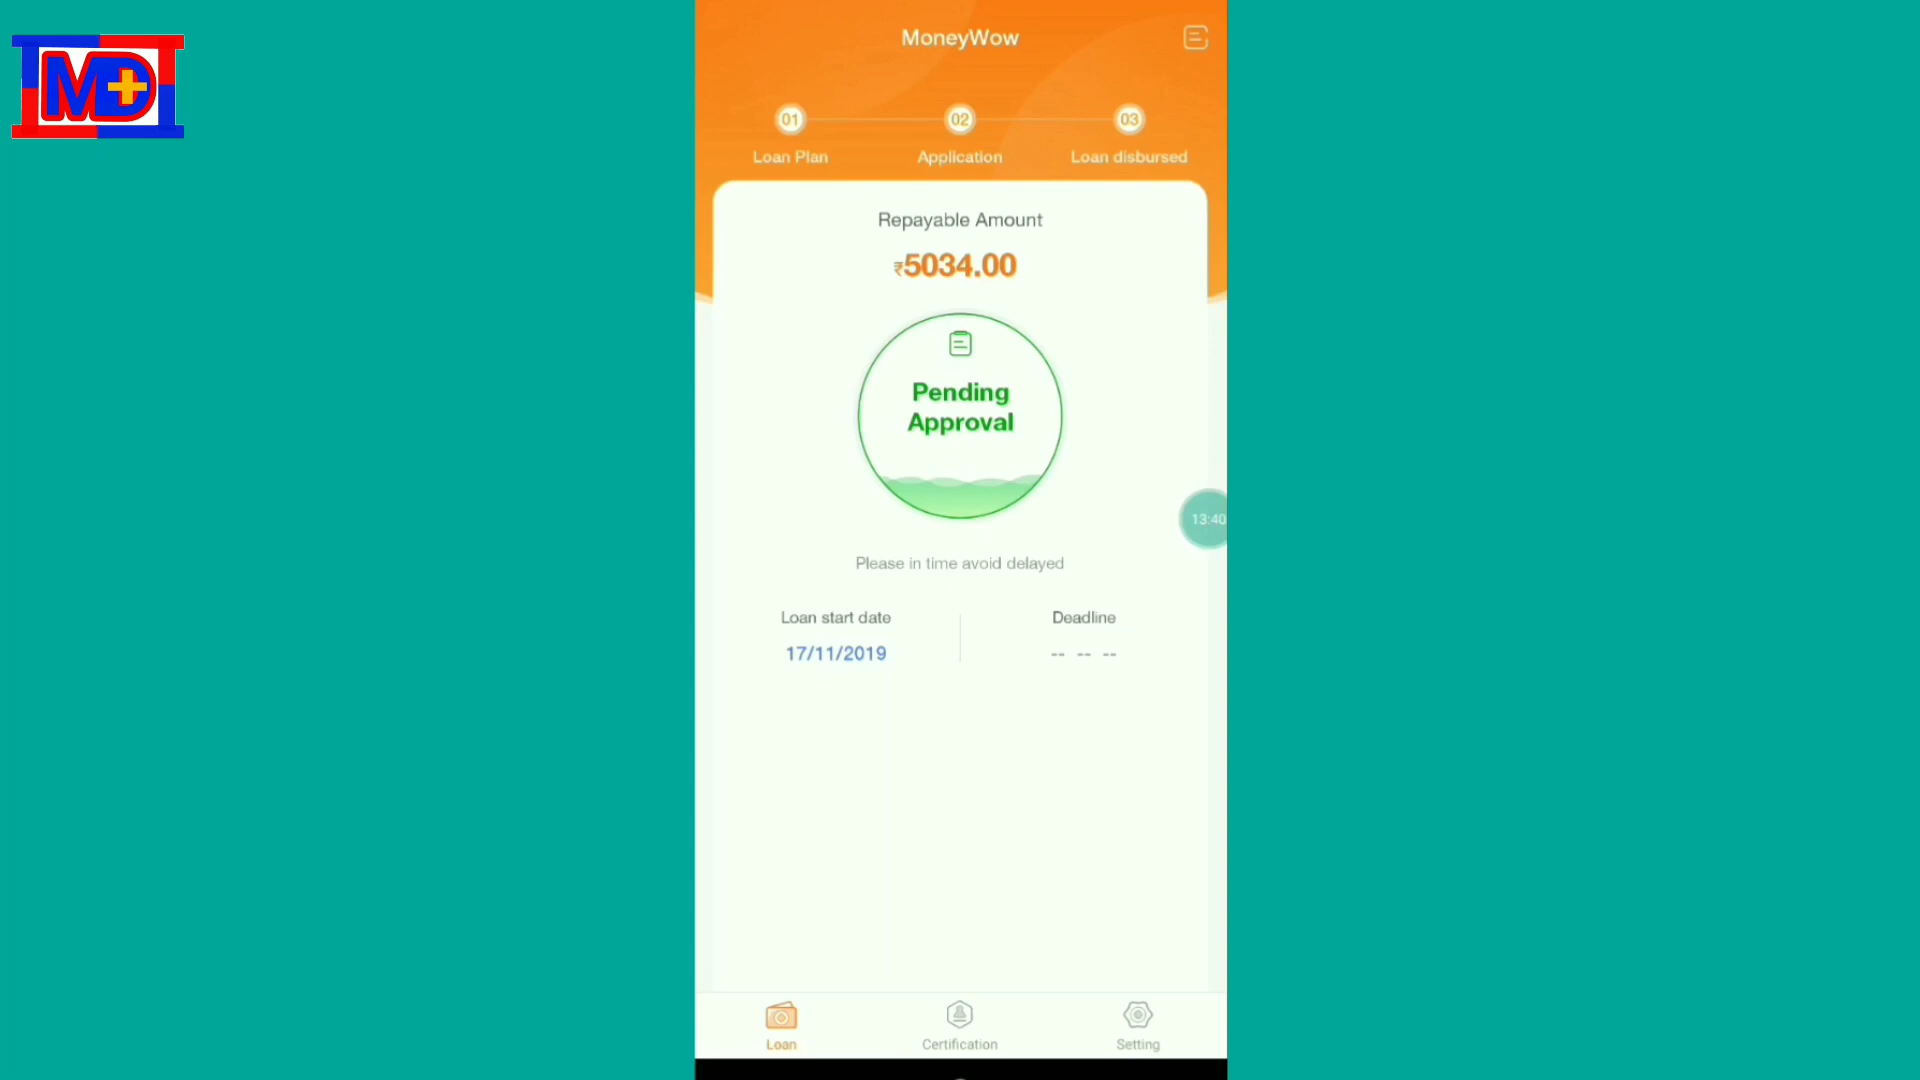 MD+
MoneyWow
01 02 03
Loan Plan Application Loan disbursed
Repayable Amount
₹5034.00
Pending
Approval
13:40
Please in time avoid delayed
Loan start date Deadline
17/11/2019 -- -- --
Loan Certification Setting